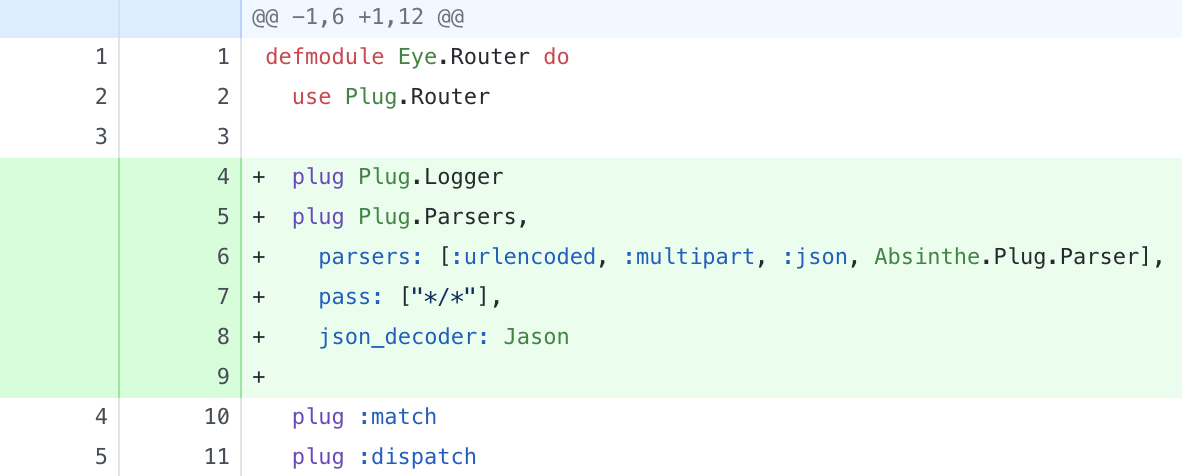 @@ −1,6 +1,12 @@
1 1 defmodule Eye.Router do
2 2 use Plug.Router
3 3
4 + plug Plug.Logger
5 + plug Plug.Parsers,
6 + parsers: [:urlencoded, :multipart, :json, Absinthe.Plug.Parser],
7 + pass: ["*/*"],
8 + json_decoder: Jason
9 +
4 10 plug :match
5 11 plug :dispatch